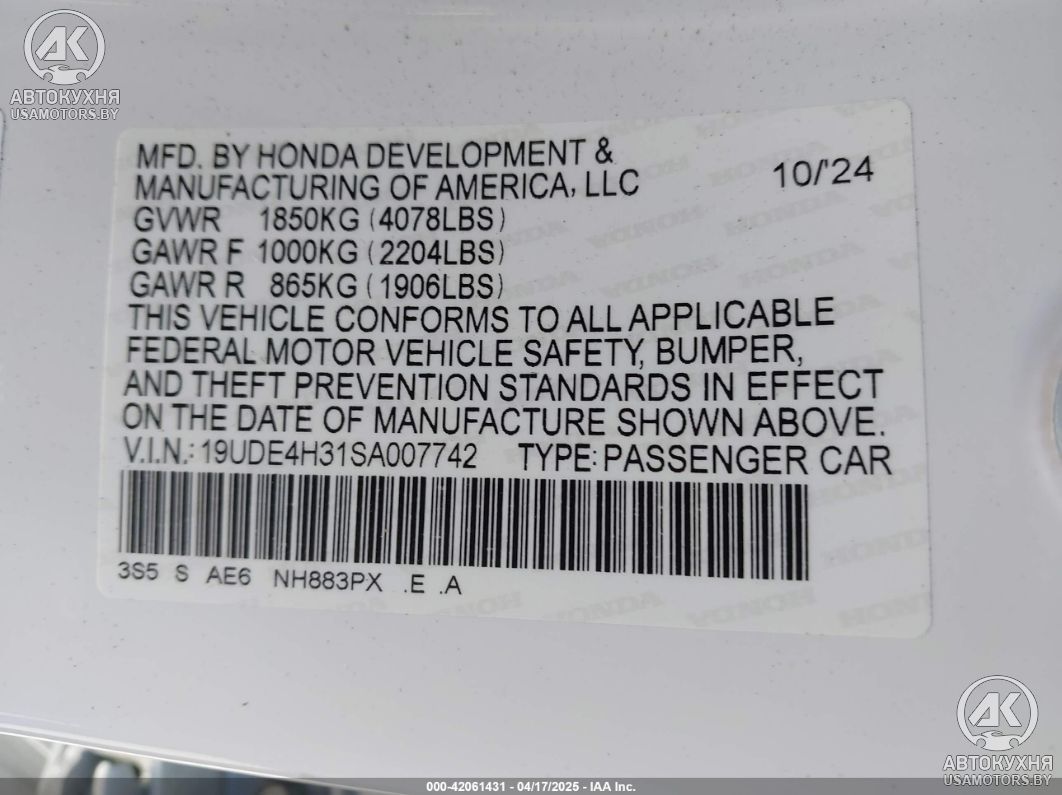 AK
АВТОКУХНЯ
USAMOTORS.BY
MFD. BY HONDA DEVELOPMENT &
MANUFACTURING OF AMERICA, LLC 10/'24
GVWR 1850KG (4078LBS)
GAWR F 1000KG (2204LBS)
GAWR R 865KG (1906LBS)
THIS VEHICLE CONFORMS TO ALL APPLICABLE
FEDERAL MOTOR VEHICLE SAFETY, BUMPER,
AND THEFT PREVENTION STANDARDS IN EFFECT
ON THE DATE OF MANUFACTURE SHOWN ABOVE.
V.I.N.: 19UDE4H31SA007742 TYPE: PASSENGER CAR
3S5 S AE6 NH883PX .E .A
AK
АВТОКУХНЯ
USAMOTORS.BY
000-42061431 - 04/17/2025 - IAA Inc.